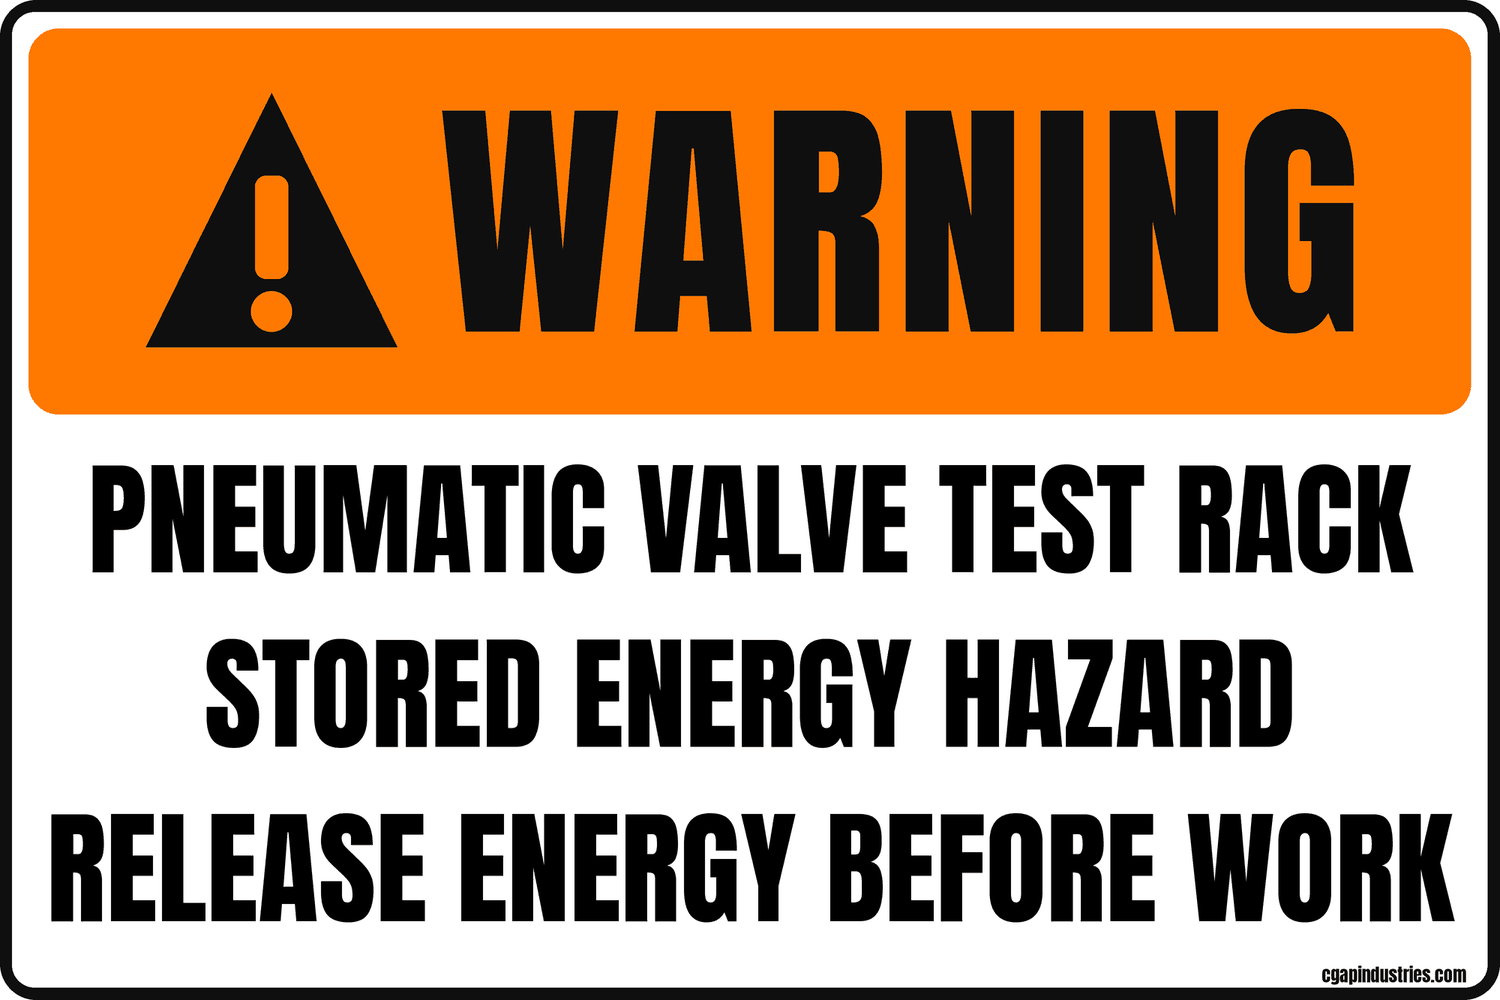 WARNING
PNEUMATIC VALVE TEST RACK
STORED ENERGY HAZARD
RELEASE ENERGY BEFORE WORK
cgapindustries.com